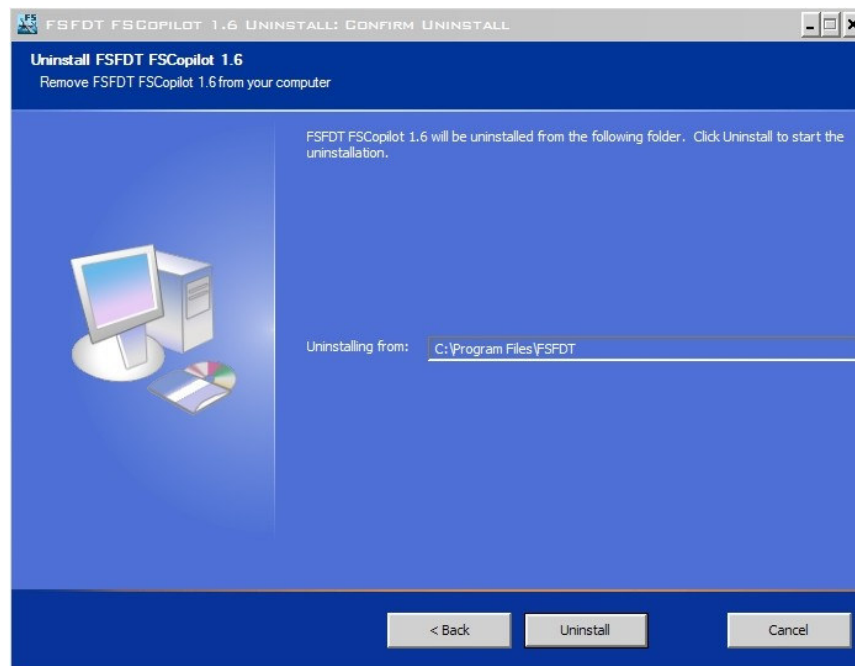 FS
FSFDT FSCopilot 1.6 Uninstall: Confirm Uninstall
Uninstall FSFDT FSCopilot 1.6
Remove FSFDT FSCopilot 1.6 from your computer
FSFDT FSCopilot 1.6 will be uninstalled from the following folder. Click Uninstall to start the
uninstallation.
Uninstalling from:
C:\Program Files\FSFDT
< Back
Uninstall
Cancel